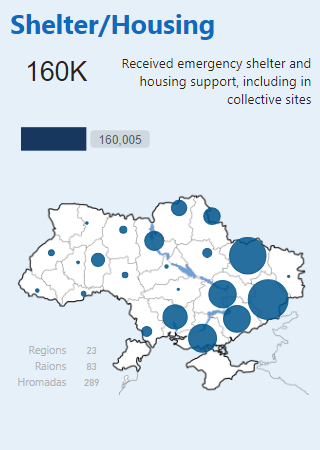 Shelter/Housing
160K
Received emergency shelter and
housing support, including in
collective sites
160,005
Regions 23
Raions 83
Hromadas 289